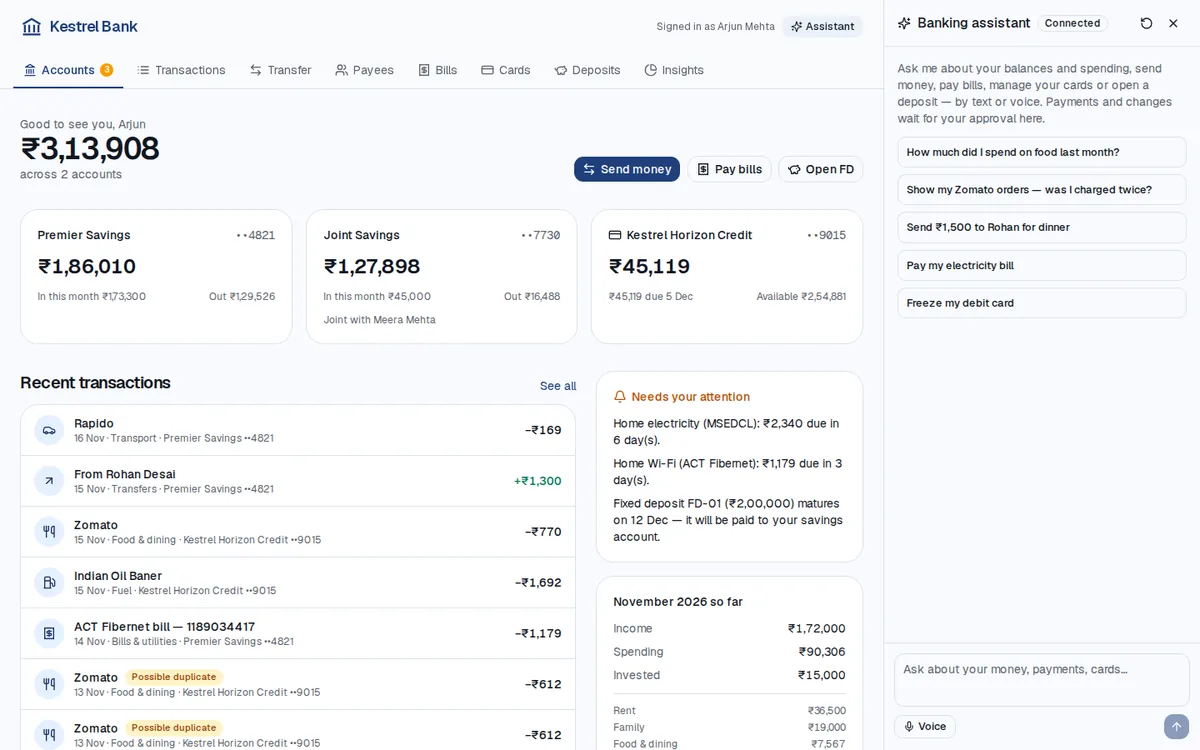 Kestrel Bank
Signed in as Arjun Mehta
Assistant
Accounts 3
Transactions
Transfer
Payees
Bills
Cards
Deposits
Insights
Good to see you, Arjun
₹3,13,908
across 2 accounts
Send money
Pay bills
Open FD
Premier Savings ••4821
₹1,86,010
In this month ₹1,73,300 Out ₹1,29,526
Joint Savings ••7730
₹1,27,898
In this month ₹45,000 Out ₹16,488
Joint with Meera Mehta
Kestrel Horizon Credit ••9015
₹45,119
₹45,119 due 5 Dec Available ₹2,54,881
Recent transactions See all
Rapido
16 Nov · Transport · Premier Savings ••4821
−₹169
From Rohan Desai
15 Nov · Transfers · Premier Savings ••4821
+₹1,300
Zomato
15 Nov · Food & dining · Kestrel Horizon Credit ••9015
−₹770
Indian Oil Baner
15 Nov · Fuel · Kestrel Horizon Credit ••9015
−₹1,692
ACT Fibernet bill — 1189034417
14 Nov · Bills & utilities · Premier Savings ••4821
−₹1,179
Zomato Possible duplicate
13 Nov · Food & dining · Kestrel Horizon Credit ••9015
−₹612
Zomato Possible duplicate
13 Nov · Food & dining · Kestrel Horizon Credit ••9015
−₹612
Needs your attention
Home electricity (MSEDCL): ₹2,340 due in
6 day(s).
Home Wi-Fi (ACT Fibernet): ₹1,179 due in 3
day(s).
Fixed deposit FD-01 (₹2,00,000) matures
on 12 Dec — it will be paid to your savings
account.
November 2026 so far
Income ₹1,72,000
Spending ₹90,306
Invested ₹15,000
Rent ₹36,500
Family ₹19,000
Food & dining ₹7,567
Banking assistant
Connected
Ask me about your balances and spending, send
money, pay bills, manage your cards or open a
deposit — by text or voice. Payments and changes
wait for your approval here.
How much did I spend on food last month?
Show my Zomato orders — was I charged twice?
Send ₹1,500 to Rohan for dinner
Pay my electricity bill
Freeze my debit card
Ask about your money, payments, cards…
Voice